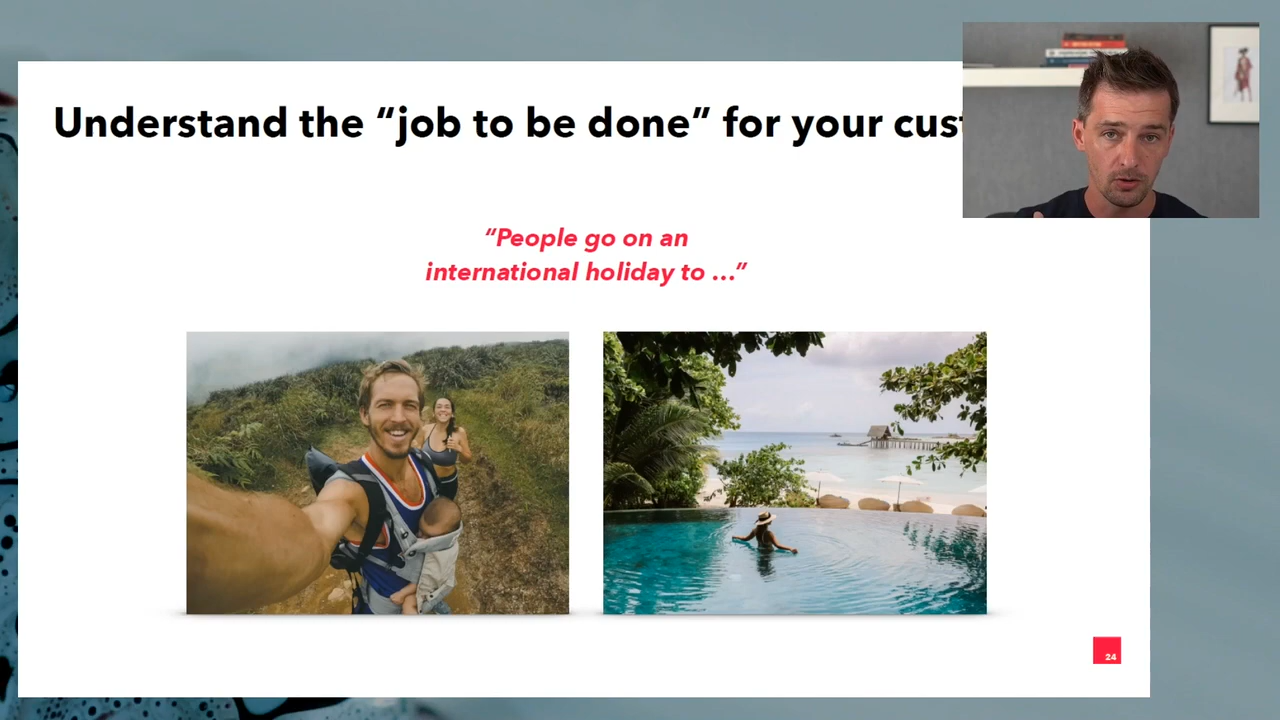 Understand the “job to be done” for your cust
“People go on an
international holiday to ...”
24